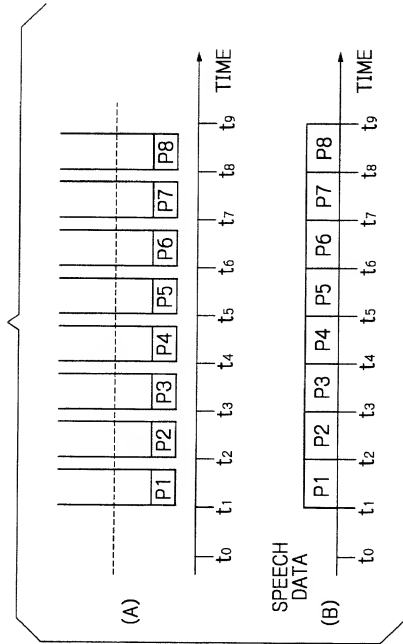 (A)
P1 P2 P3 P4 P5 P6 P7 P8
t0 t1 t2 t3 t4 t5 t6 t7 t8 t9 TIME
SPEECH
DATA
(B)
P1 P2 P3 P4 P5 P6 P7 P8
t0 t1 t2 t3 t4 t5 t6 t7 t8 t9 TIME